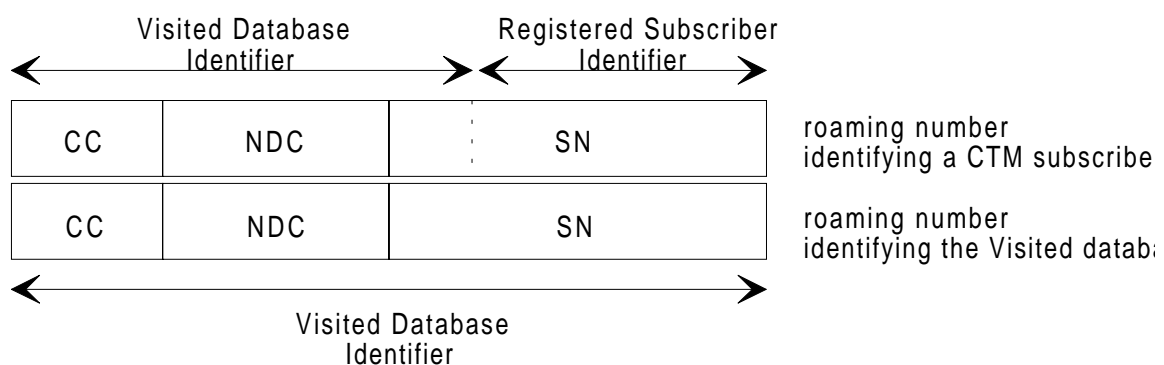 Visited Database
Identifier
Registered Subscriber
Identifier
CC NDC SN
roaming number
identifying a CTM subscribe
CC NDC SN
roaming number
identifying the Visited databa
Visited Database
Identifier